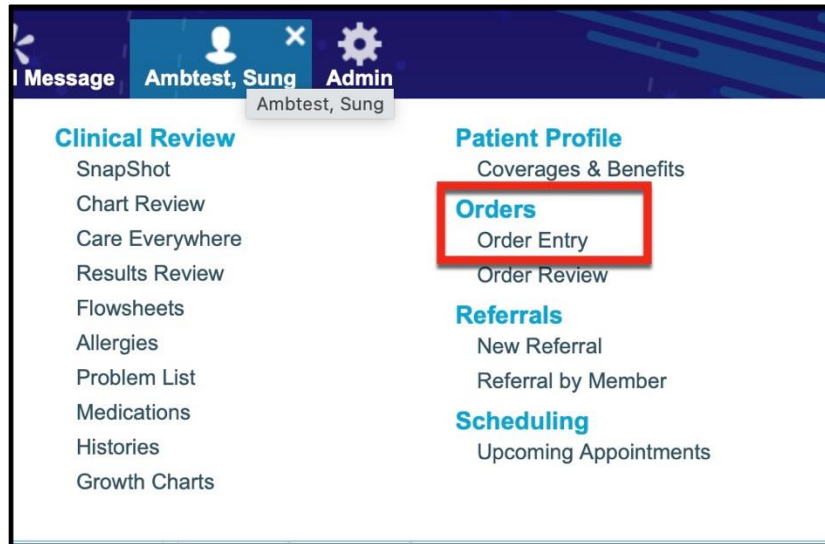 l Message Ambtest, Sung Admin
Ambtest, Sung
Clinical Review
SnapShot
Chart Review
Care Everywhere
Results Review
Flowsheets
Allergies
Problem List
Medications
Histories
Growth Charts
Patient Profile
Coverages & Benefits
Orders
Order Entry
Order Review
Referrals
New Referral
Referral by Member
Scheduling
Upcoming Appointments